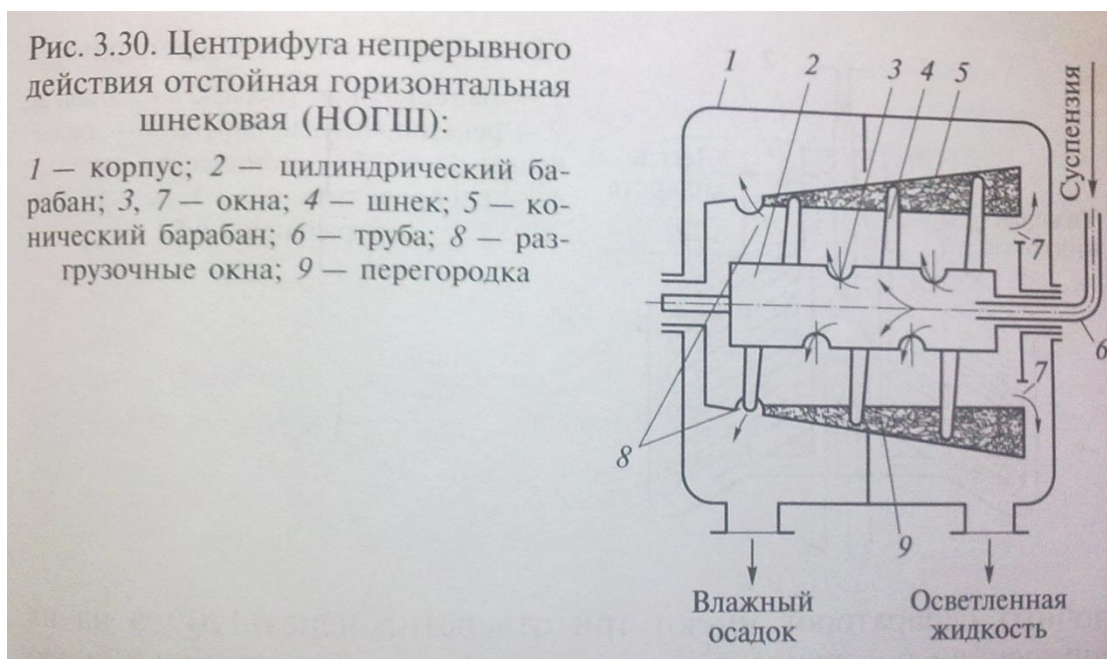 Рис. 3.30. Центрифуга непрерывного
действия отстойная горизонтальная
шнековая (НОГШ):
1 — корпус; 2 — цилиндрический ба-
рабан; 3, 7 — окна; 4 — шнек; 5 — ко-
нический барабан; 6 — труба; 8 — раз-
грузочные окна; 9 — перегородка
1
2
3
4
5
Суспензия
7
6
7
8
9
Влажный
осадок
Осветленная
жидкость